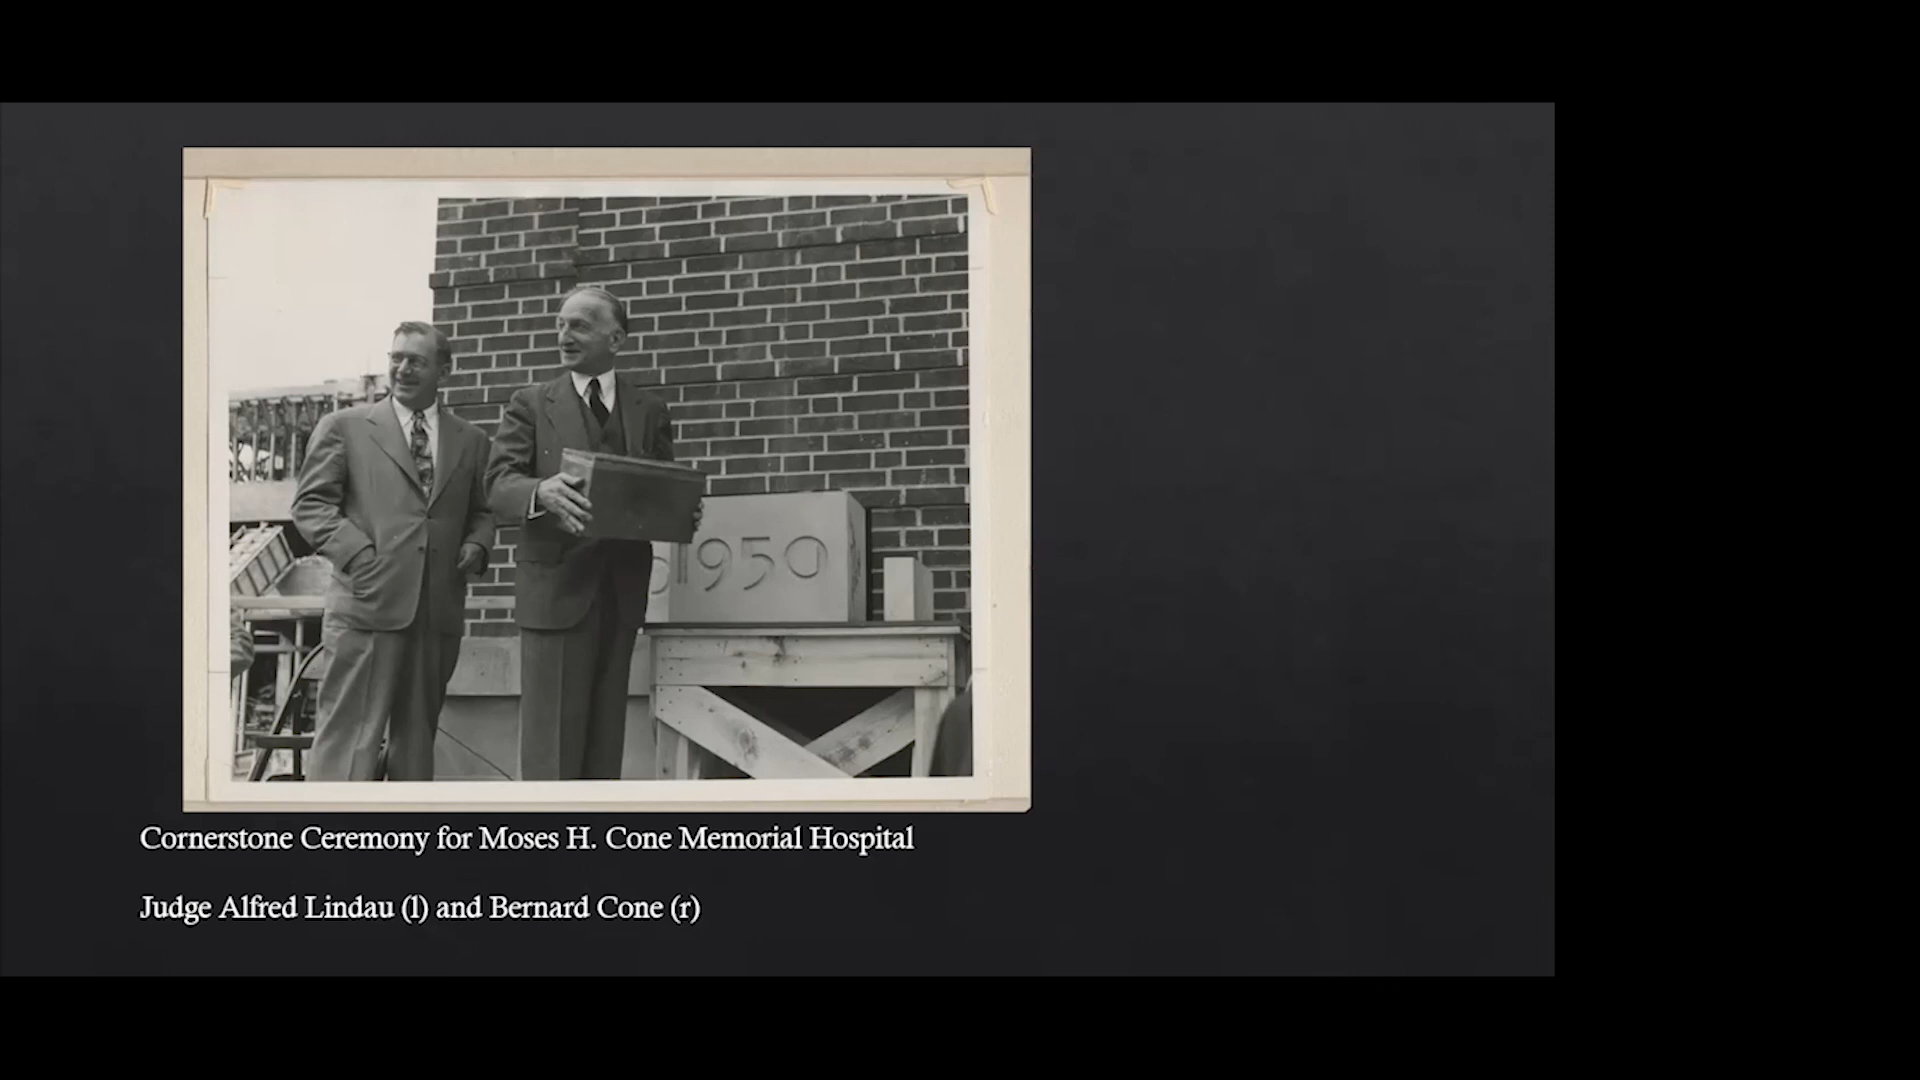 1950
Cornerstone Ceremony for Moses H. Cone Memorial Hospital
Judge Alfred Lindau (l) and Bernard Cone (r)